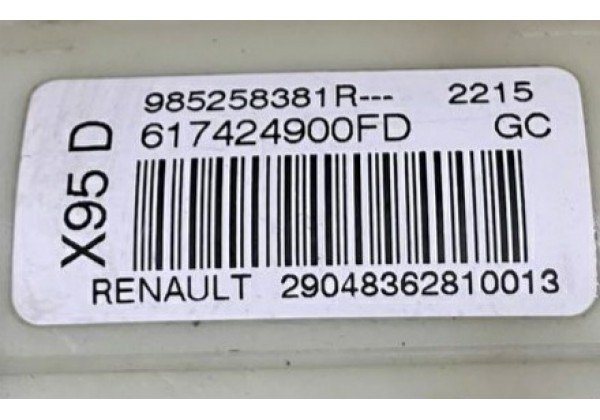 985258381R--- 2215
617424900FD GC
X95 D
RENAULT 29048362810013